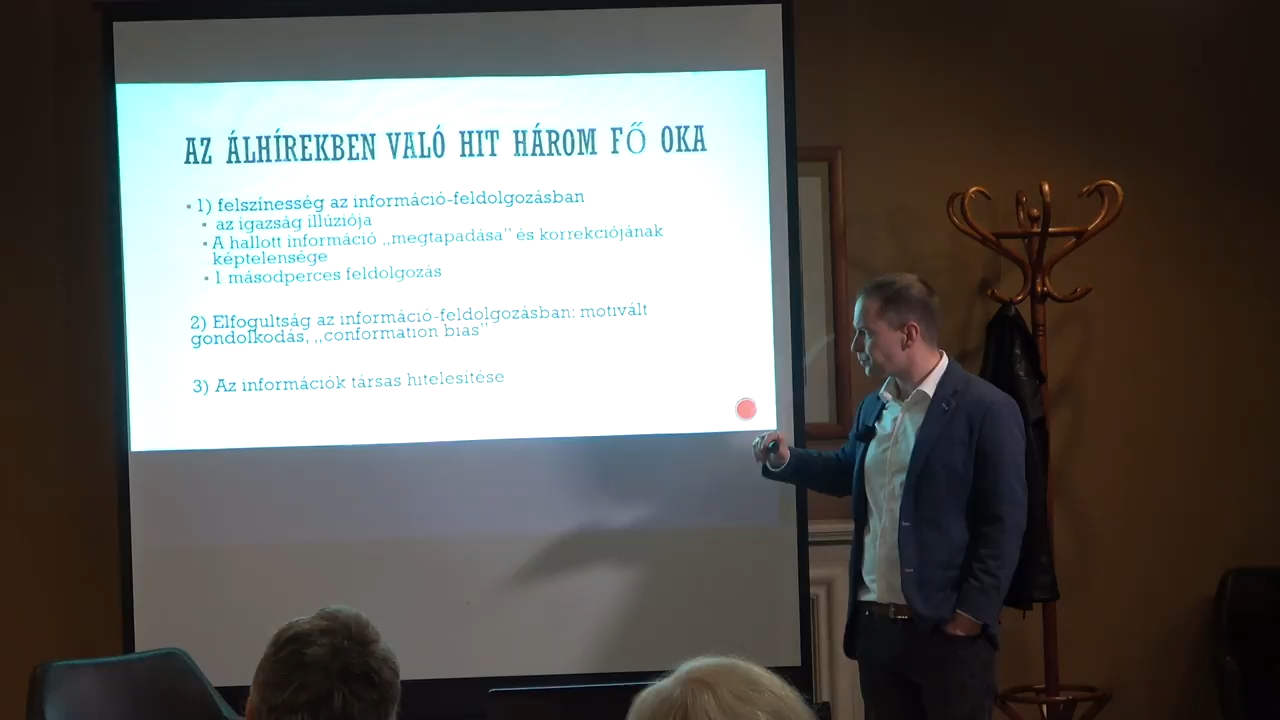 AZ ÁLHÍREKBEN VALÓ HIT HÁROM FŐ OKA
▪ 1) felszínesség az információ-feldolgozásban
▪ az igazság illúziója
▪ A hallott információ „megtapadása” és korrekciójának
képtelensége
▪ 1 másodperces feldolgozás
2) Elfogultság az információ-feldolgozásban: motivált
gondolkodás, „conformation bias”
3) Az információk társas hitelesítése